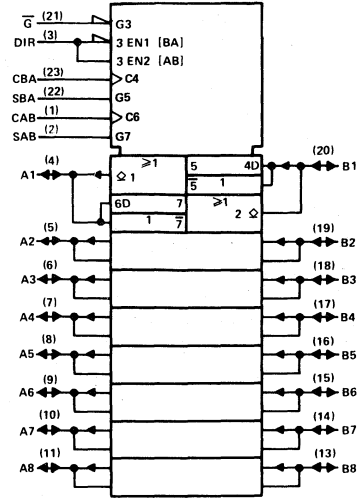 G̅ (21) G3
DIR (3) 3 EN1 [BA]
3 EN2 [AB]
CBA (23) C4
SBA (22) G5
CAB (1) C6
SAB (2) G7
A1 (4) ≥1 5 4D (20) B1
1 5̅ 1
6D 7 ≥1
1 7̅ 2
A2 (5) (19) B2
A3 (6) (18) B3
A4 (7) (17) B4
A5 (8) (16) B5
A6 (9) (15) B6
A7 (10) (14) B7
A8 (11) (13) B8